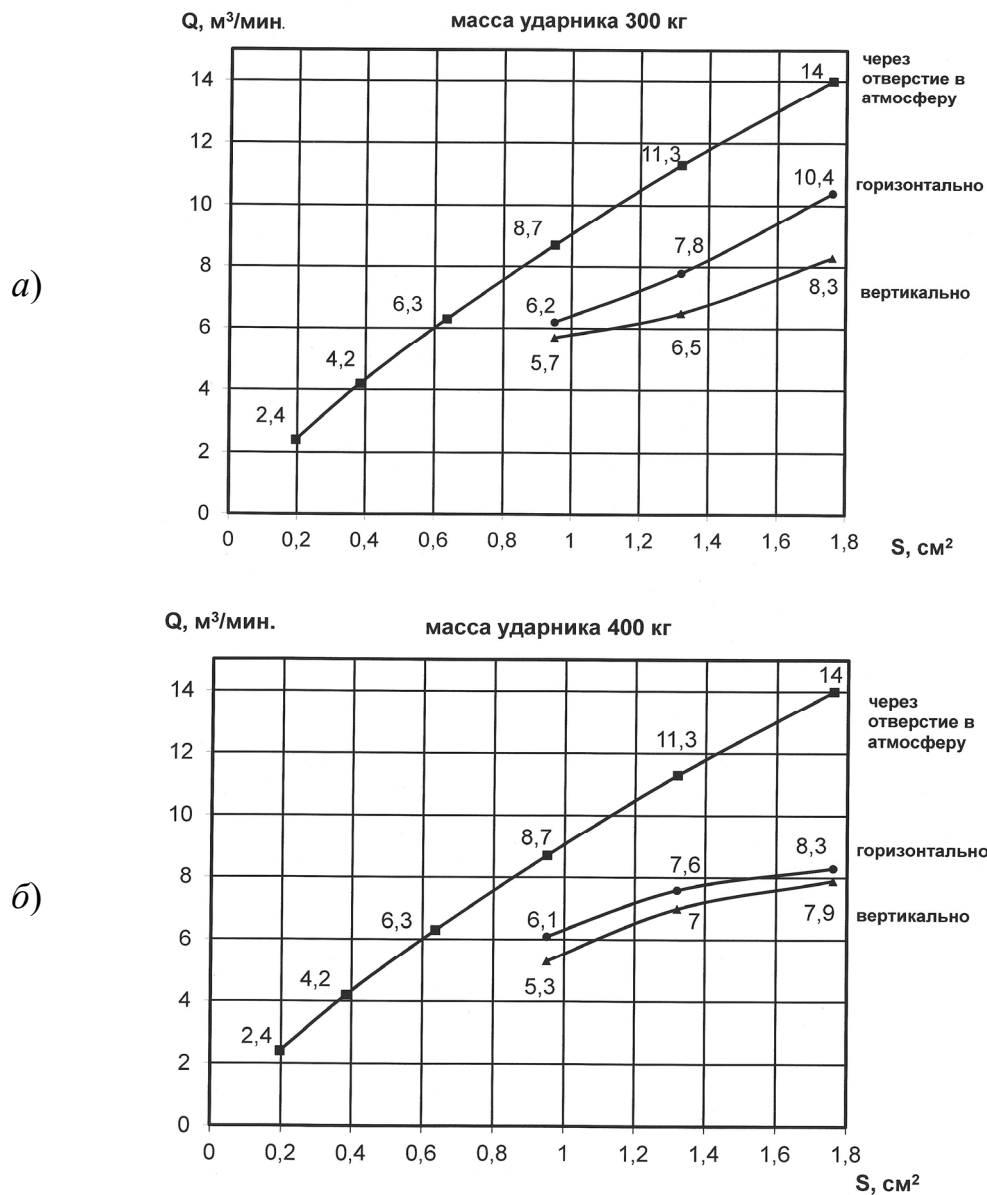 Q, м³/мин.
масса ударника 300 кг
а)
14
12
10
8
6
4
2
0
0 0,2 0,4 0,6 0,8 1 1,2 1,4 1,6 1,8
S, см²
2,4
4,2
6,3
8,7
11,3
14
6,2
7,8
10,4
5,7
6,5
8,3
через
отверстие в
атмосферу
горизонтально
вертикально
Q, м³/мин.
масса ударника 400 кг
б)
14
12
10
8
6
4
2
0
0 0,2 0,4 0,6 0,8 1 1,2 1,4 1,6 1,8
S, см²
2,4
4,2
6,3
8,7
11,3
14
6,1
7,6
8,3
5,3
7
7,9
через
отверстие в
атмосферу
горизонтально
вертикально